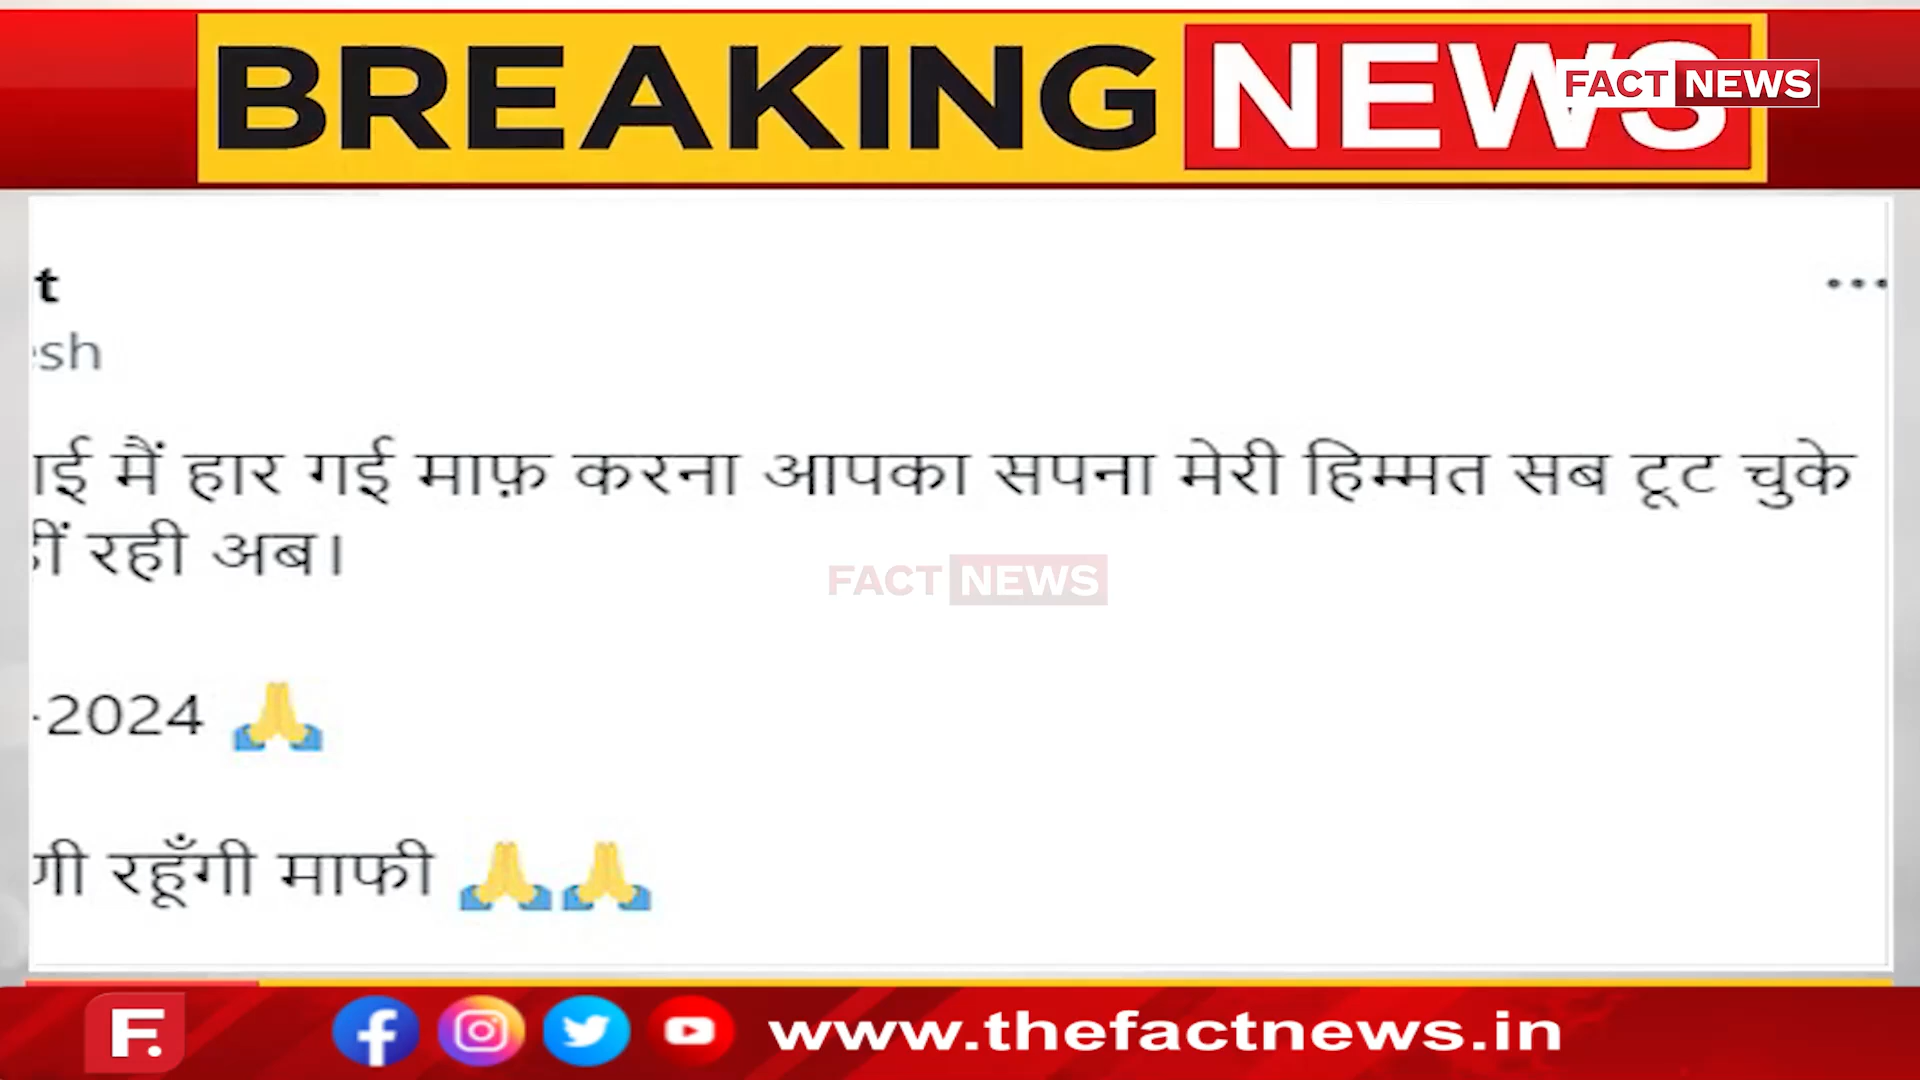 BREAKING NEWS
FACT NEWS
t
esh
मैं हार गई माफ़ करना आपका सपना मेरी हिम्मत सब टूट चुके
रही अब।
FACT NEWS
-2024 🙏
रहूँगी माफी 🙏🙏
F.
www.thefactnews.in